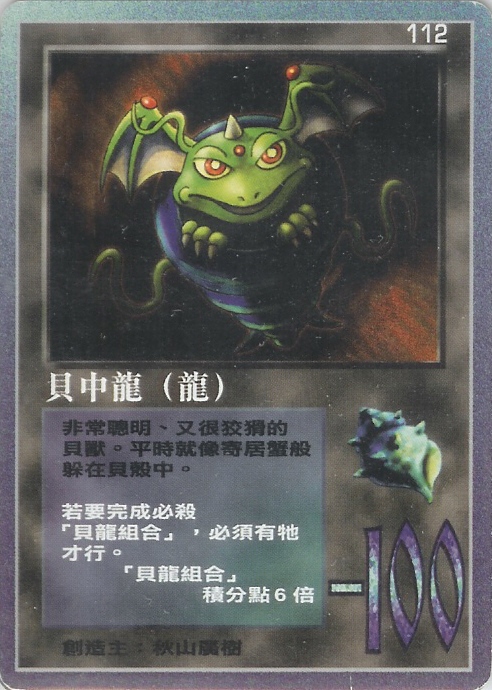 112
貝中龍（龍）
非常聰明、又很狡猾的
貝獸。平時就像寄居蟹般
躲在貝殼中。
若要完成必殺
「貝龍組合」，必須有牠
才行。
「貝龍組合」
積分點6倍
-100
創造主：秋山廣樹